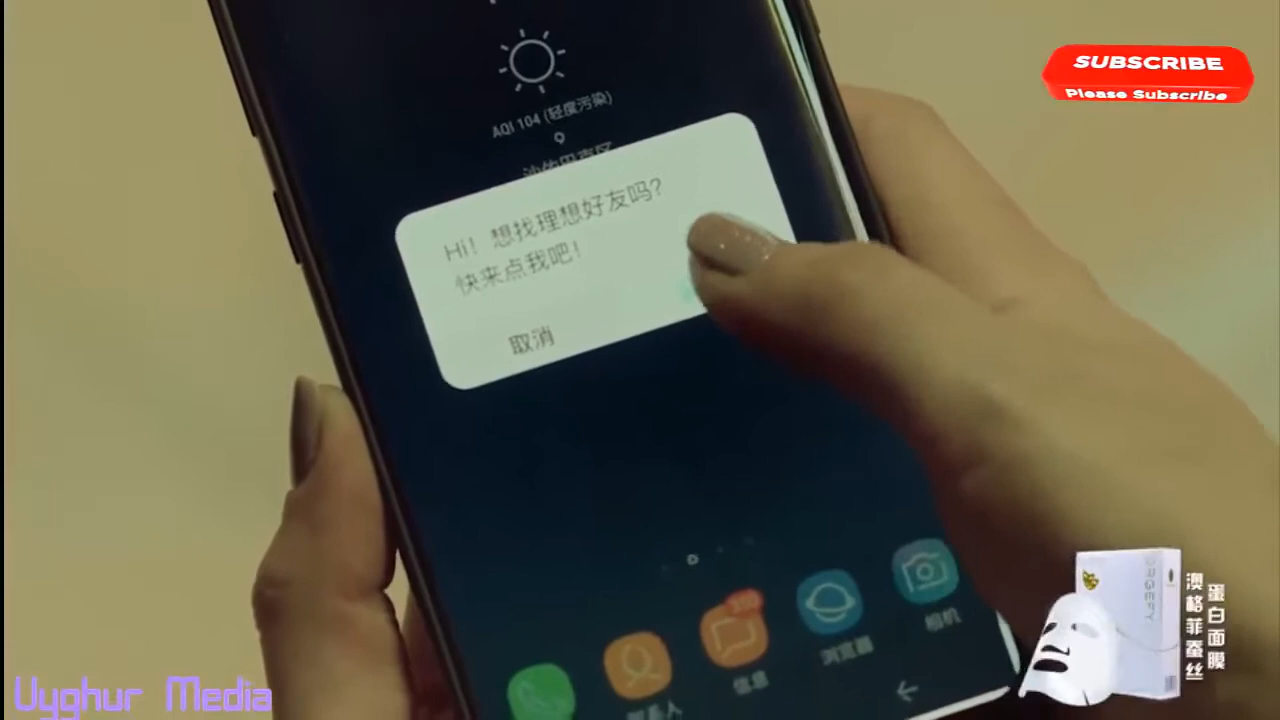 SUBSCRIBE
Please Subscribe
AQI 104 (轻度污染)
Hi! 想找理想好友吗?
快来点我吧!
取消
信息
浏览器
相机
ORGEFY
澳格菲蚕丝
蛋白面膜
Uyghur Media